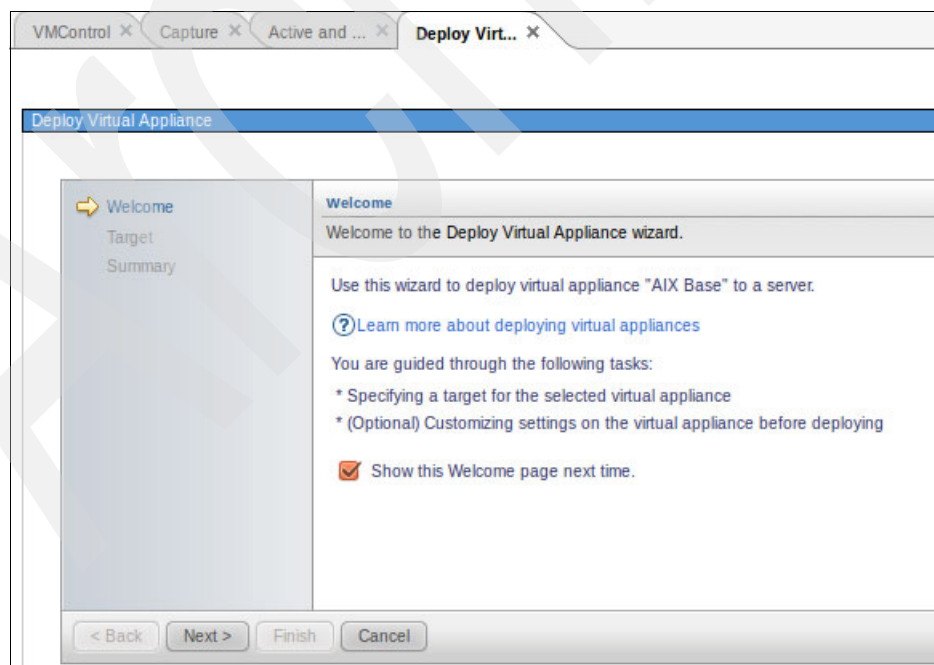 VMControl Capture Active and ... Deploy Virt...
Deploy Virtual Appliance
Welcome
Target
Summary
Welcome
Welcome to the Deploy Virtual Appliance wizard.
Use this wizard to deploy virtual appliance "AIX Base" to a server.
?Learn more about deploying virtual appliances
You are guided through the following tasks:
* Specifying a target for the selected virtual appliance
* (Optional) Customizing settings on the virtual appliance before deploying
Show this Welcome page next time.
< Back Next > Finish Cancel